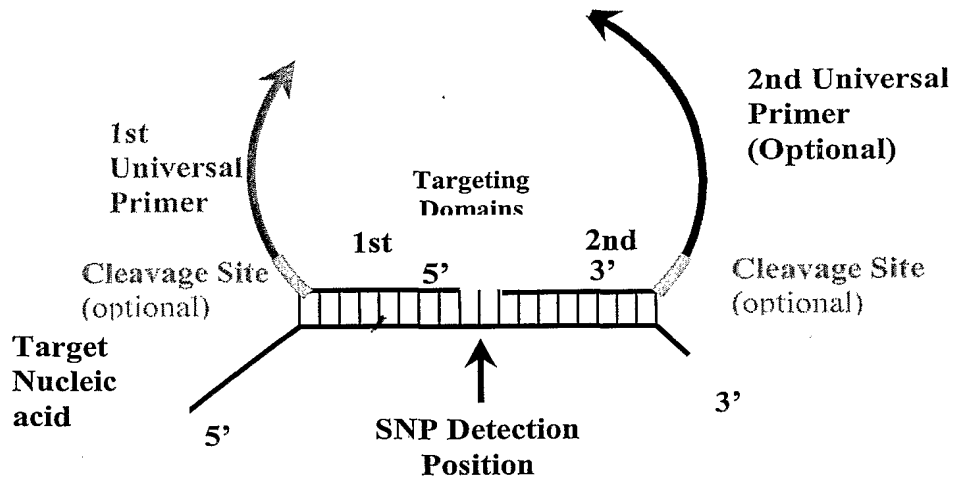 2nd Universal
Primer
(Optional)
1st
Universal
Primer
Targeting
Domains
1st
2nd
5’
3’
Cleavage Site
(optional)
Cleavage Site
(optional)
Target
Nucleic
acid
5’
3’
SNP Detection
Position